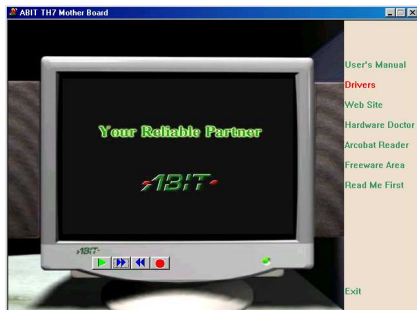 ABIT TH7 Mother Board
User's Manual
Drivers
Web Site
Hardware Doctor
Arcobat Reader
Freeware Area
Read Me First
Exit
Your Reliable Partner
ABIT
ABIT